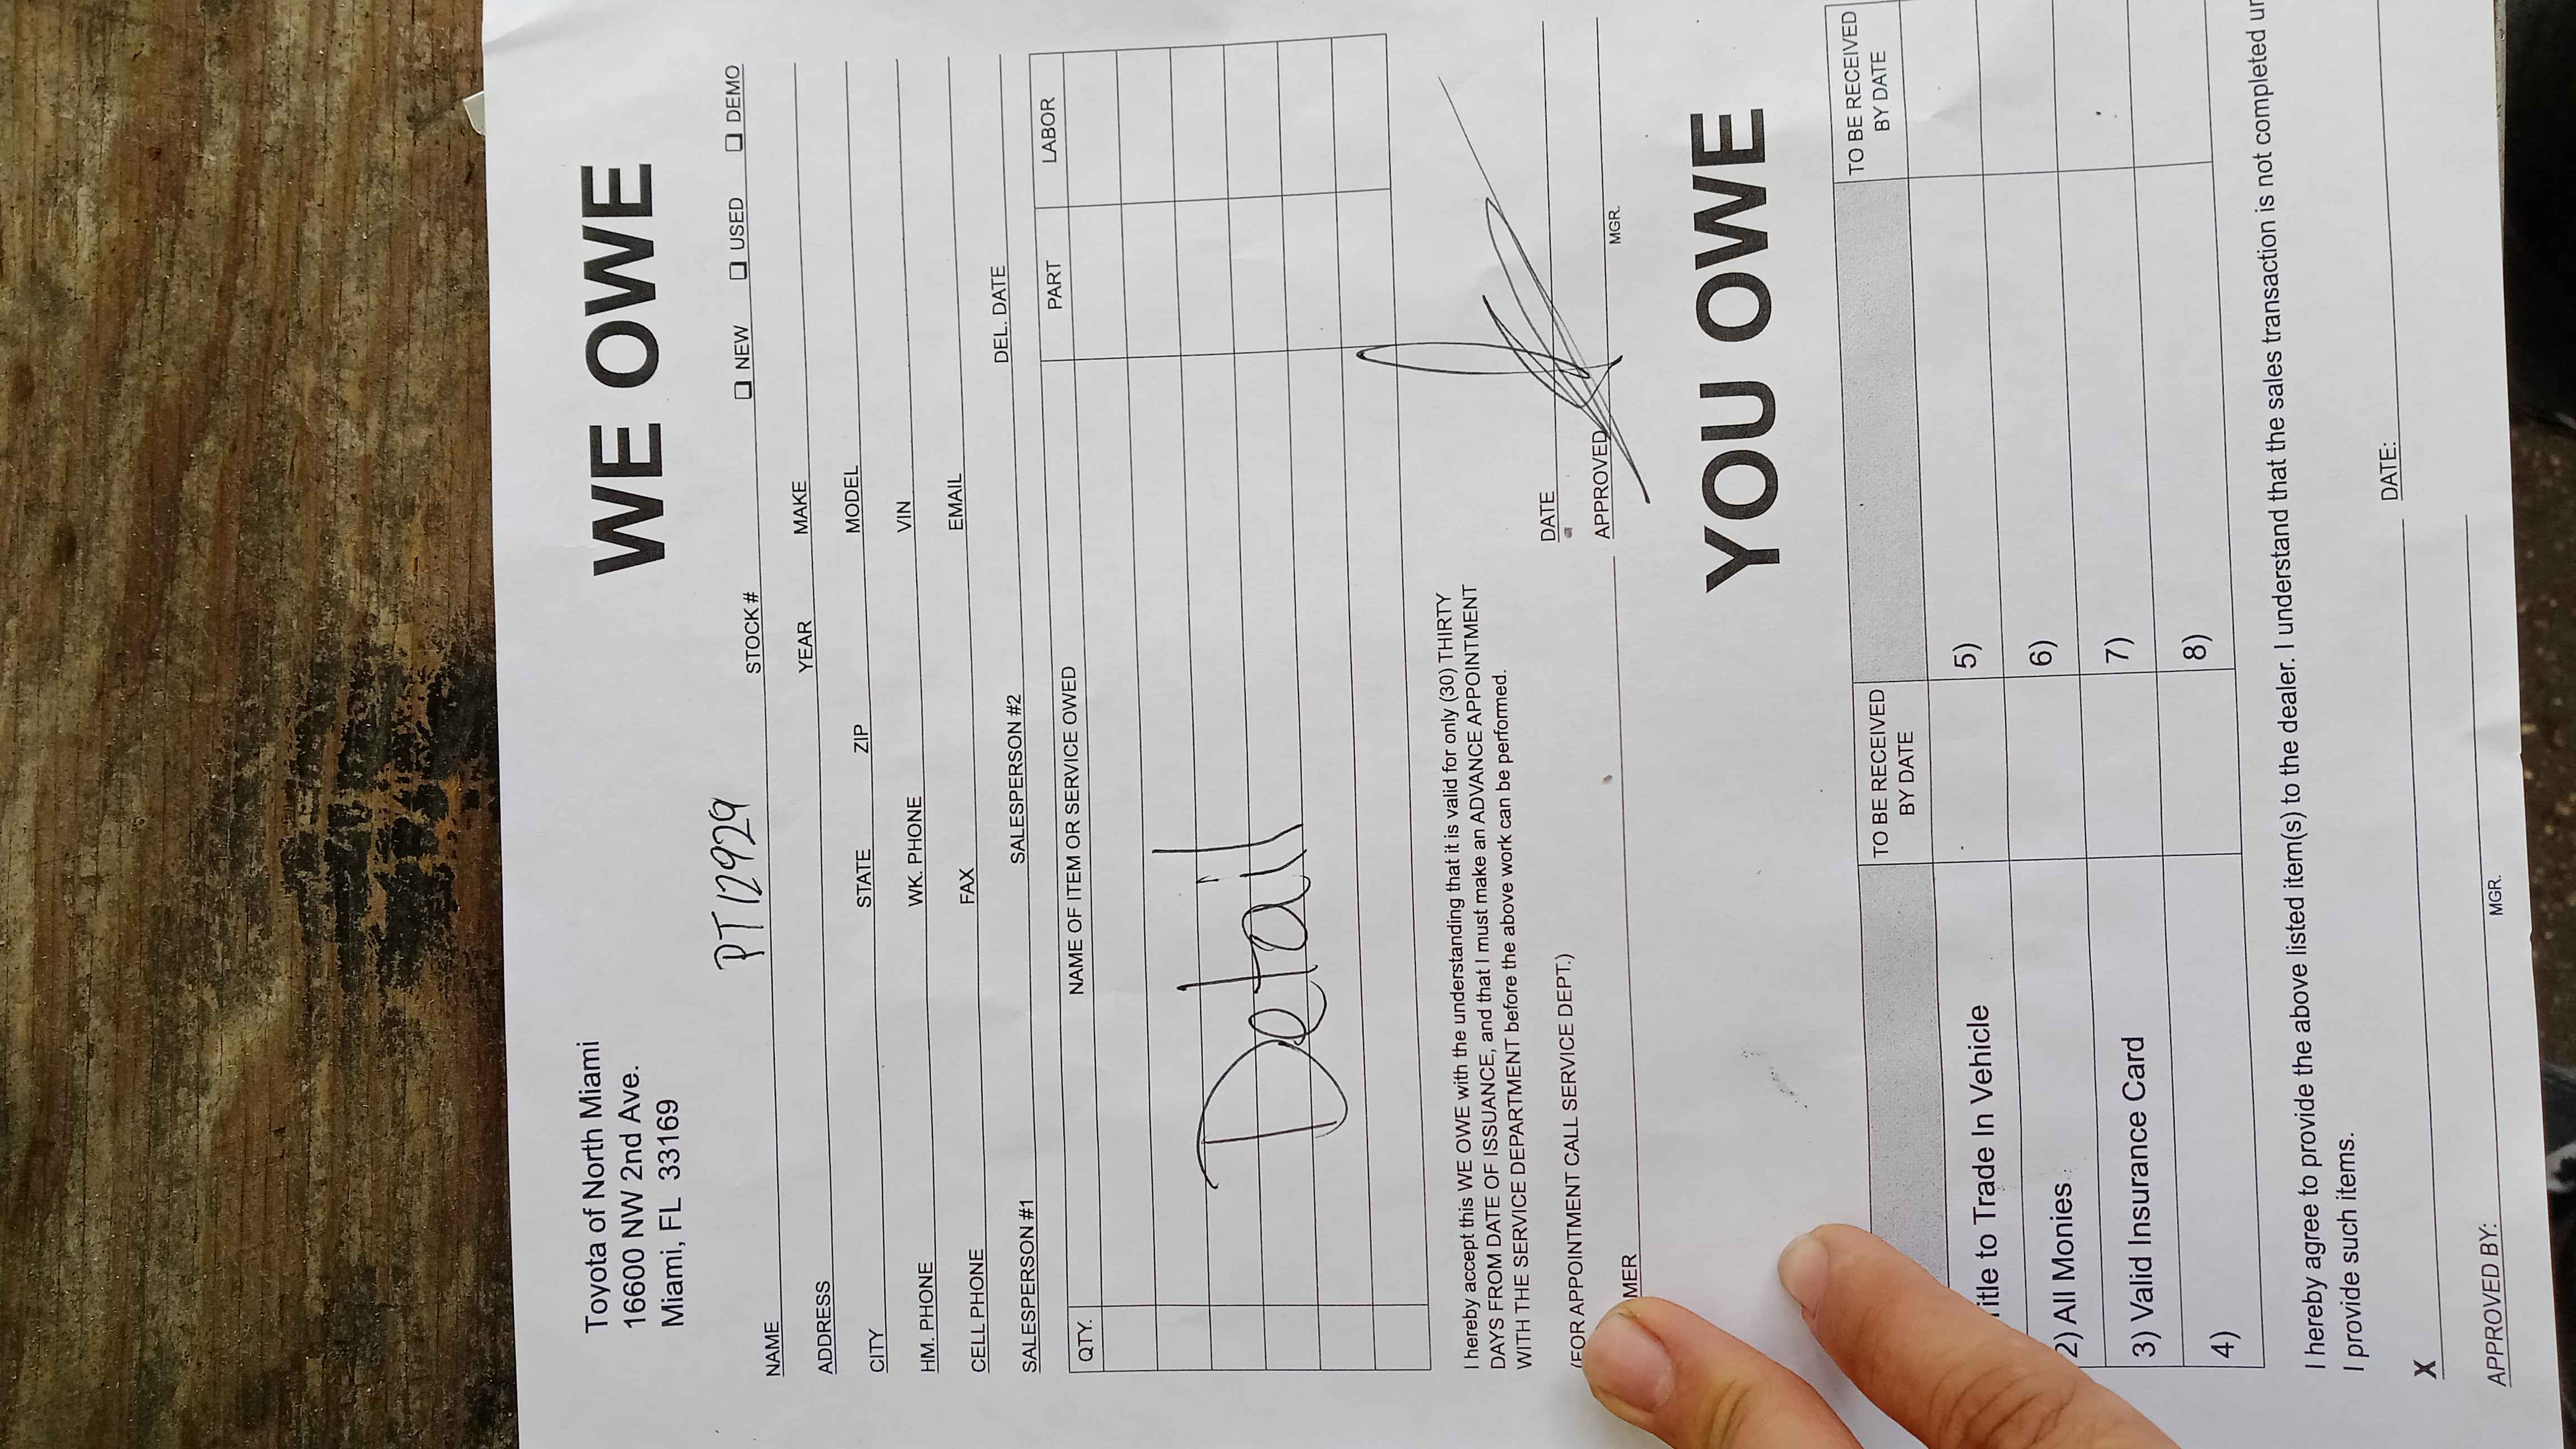 Toyota of North Miami
16600 NW 2nd Ave.
Miami, FL 33169
WE OWE
PT12929
NAME STOCK # ❑ NEW ❑ USED ❑ DEMO
ADDRESS YEAR MAKE
CITY STATE ZIP MODEL
HM. PHONE WK. PHONE VIN
CELL PHONE FAX EMAIL
SALESPERSON #1 SALESPERSON #2 DEL. DATE
QTY. NAME OF ITEM OR SERVICE OWED PART LABOR
Detail
I hereby accept this WE OWE with the understanding that it is valid for only (30) THIRTY
DAYS FROM DATE OF ISSUANCE, and that I must make an ADVANCE APPOINTMENT
WITH THE SERVICE DEPARTMENT before the above work can be performed.
DATE
(FOR APPOINTMENT CALL SERVICE DEPT.)
MER APPROVED MGR.
YOU OWE
TO BE RECEIVED
BY DATE
TO BE RECEIVED
BY DATE
itle to Trade In Vehicle 5)
2) All Monies 6)
3) Valid Insurance Card 7)
4) 8)
I hereby agree to provide the above listed item(s) to the dealer. I understand that the sales transaction is not completed un
I provide such items.
X DATE:
APPROVED BY: MGR.